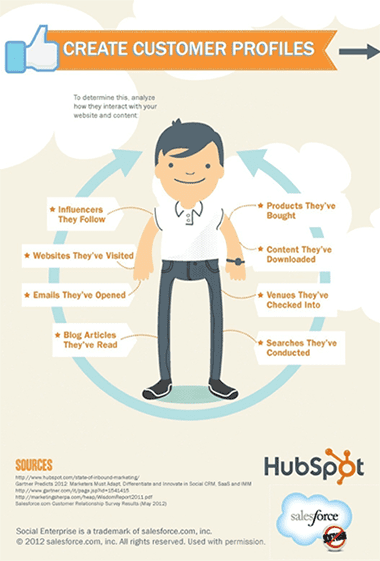 CREATE CUSTOMER PROFILES
To determine this, analyze
how they interact with your
website and content.
Influencers
They Follow
Websites They've Visited
Emails They've Opened
Blog Articles
They've Read
Products They've
Bought
Content They've
Downloaded
Venues They've
Checked Into
Searches They've
Conducted
SOURCES
http://www.hubspot.com/state-of-inbound-marketing/
Gartner Predicts 2012: Marketers Must Adapt, Differentiate and Innovate in Social CRM, SaaS and IMM
http://www.gartner.com/it/page.jsp?id=1541415
http://marketingsherpa.com/heap/WisdomReport2011.pdf
Salesforce.com Customer Relationship Survey Results (May 2012)
HubSpot
salesforce
Social Enterprise is a trademark of salesforce.com, inc.
© 2012 salesforce.com, inc. All rights reserved. Used with permission.